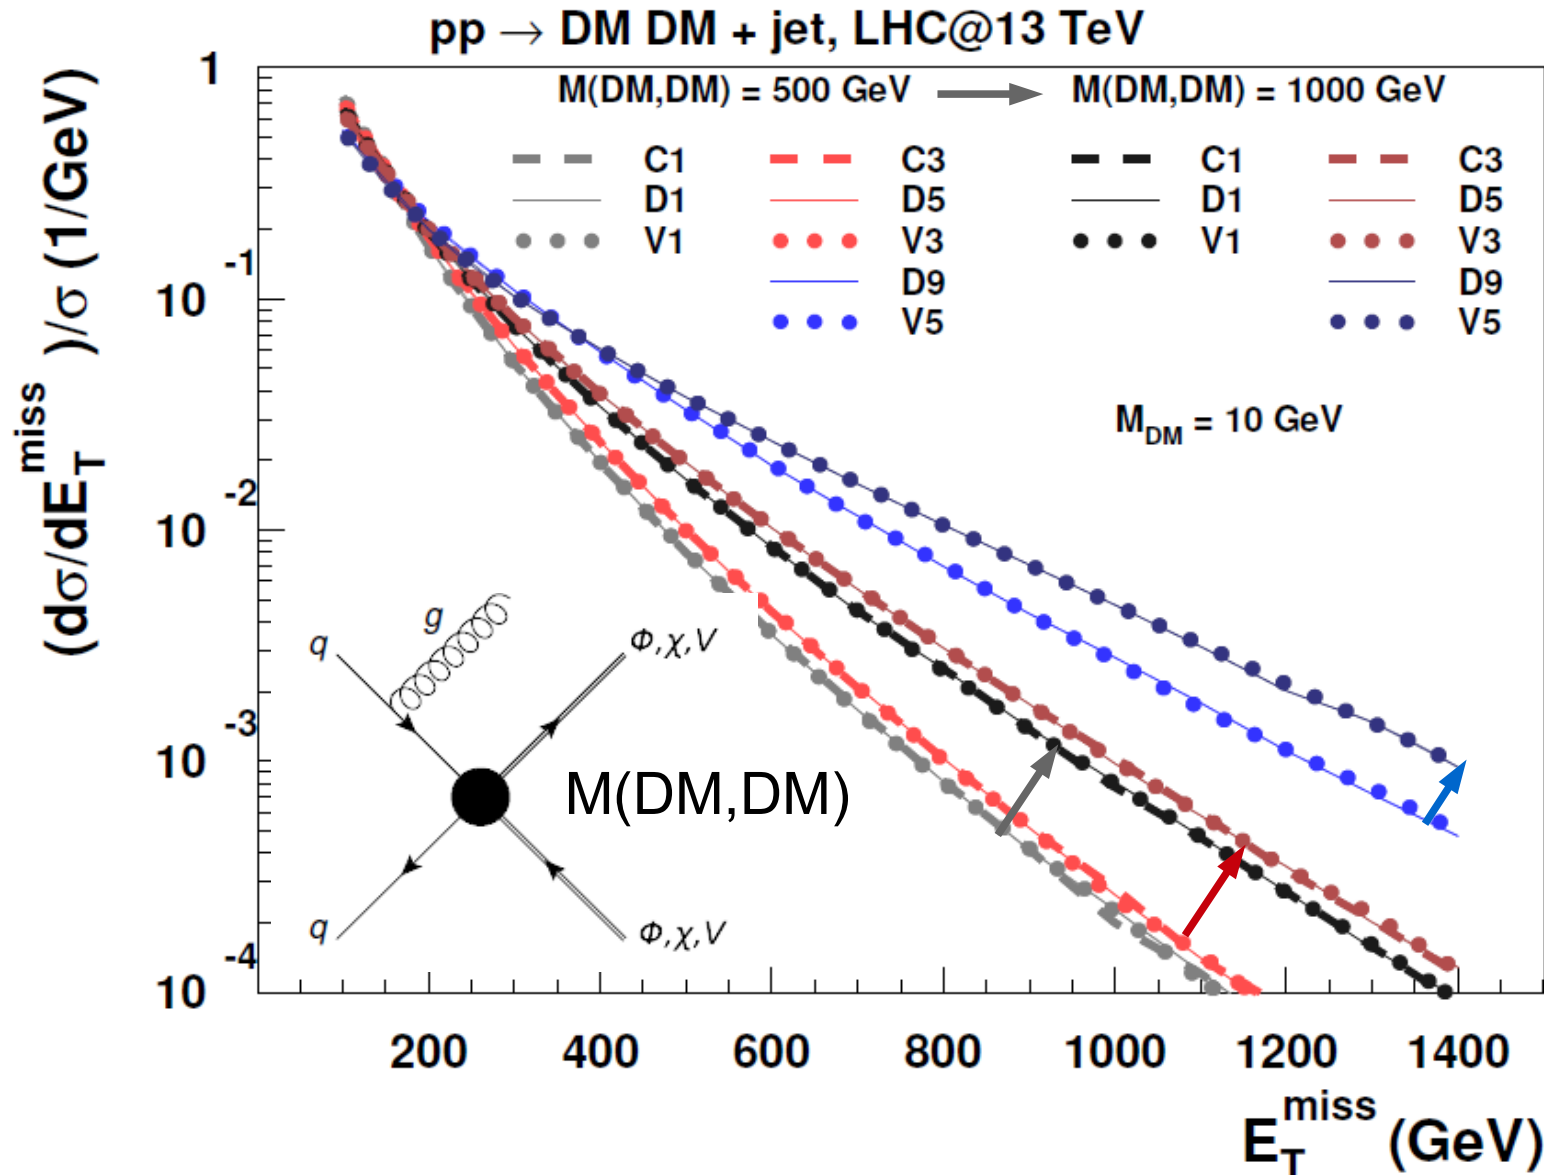 pp → DM DM + jet, LHC@13 TeV
M(DM,DM) = 500 GeV
M(DM,DM) = 1000 GeV
C1 C3 C1 C3
D1 D5 D1 D5
V1 V3 V1 V3
D9 D9
V5 V5
M_DM = 10 GeV
(dσ/dE_T^miss)/σ (1/GeV)
1
10^-1
10^-2
10^-3
10^-4
g
q
Φ,χ,V
M(DM,DM)
q
Φ,χ,V
200 400 600 800 1000 1200 1400
E_T^miss (GeV)